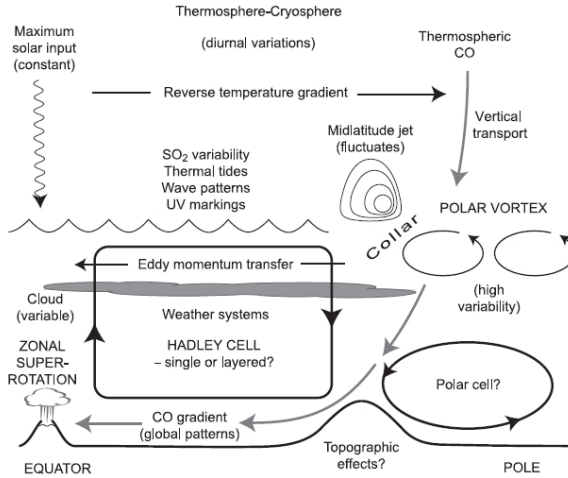 Thermosphere-Cryosphere
(diurnal variations)
Maximum
solar input
(constant)
Thermospheric
CO
Reverse temperature gradient
Vertical
transport
Midlatitude jet
(fluctuates)
SO₂ variability
Thermal tides
Wave patterns
UV markings
POLAR VORTEX
Collar
Eddy momentum transfer
(high
variability)
Cloud
(variable)
Weather systems
HADLEY CELL
– single or layered?
ZONAL
SUPER-
ROTATION
Polar cell?
CO gradient
(global patterns)
Topographic
effects?
EQUATOR
POLE